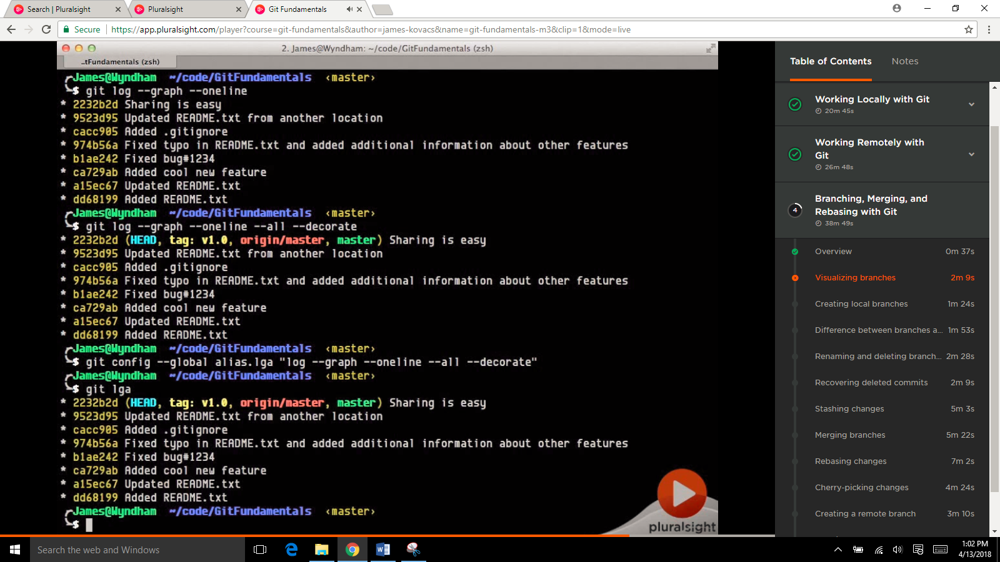 Search | Pluralsight
Pluralsight
Git Fundamentals
Secure
https://app.pluralsight.com/player?course=git-fundamentals&author=james-kovacs&name=git-fundamentals-m3&clip=1&mode=live
2. James@Wyndham: ~/code/GitFundamentals (zsh)
..tFundamentals (zsh)
James@Wyndham ~/code/GitFundamentals ‹master›
$ git log --graph --oneline
* 2232b2d Sharing is easy
* 9523d95 Updated README.txt from another location
* cacc905 Added .gitignore
* 974b56a Fixed typo in README.txt and added additional information about other features
* b1ae242 Fixed bug#1234
* ca729ab Added cool new feature
* a15ec67 Updated README.txt
* dd68199 Added README.txt
James@Wyndham ~/code/GitFundamentals ‹master›
$ git log --graph --oneline --all --decorate
* 2232b2d (HEAD, tag: v1.0, origin/master, master) Sharing is easy
* 9523d95 Updated README.txt from another location
* cacc905 Added .gitignore
* 974b56a Fixed typo in README.txt and added additional information about other features
* b1ae242 Fixed bug#1234
* ca729ab Added cool new feature
* a15ec67 Updated README.txt
* dd68199 Added README.txt
James@Wyndham ~/code/GitFundamentals ‹master›
$ git config --global alias.lga "log --graph --oneline --all --decorate"
James@Wyndham ~/code/GitFundamentals ‹master›
$ git lga
* 2232b2d (HEAD, tag: v1.0, origin/master, master) Sharing is easy
* 9523d95 Updated README.txt from another location
* cacc905 Added .gitignore
* 974b56a Fixed typo in README.txt and added additional information about other features
* b1ae242 Fixed bug#1234
* ca729ab Added cool new feature
* a15ec67 Updated README.txt
* dd68199 Added README.txt
James@Wyndham ~/code/GitFundamentals ‹master›
$
pluralsight
Table of Contents
Notes
Working Locally with Git
20m 45s
Working Remotely with
Git
26m 48s
4
Branching, Merging, and
Rebasing with Git
38m 49s
Overview 0m 37s
Visualizing branches 2m 9s
Creating local branches 1m 24s
Difference between branches a... 1m 53s
Renaming and deleting branch... 2m 28s
Recovering deleted commits 2m 9s
Stashing changes 5m 3s
Merging branches 5m 22s
Rebasing changes 7m 2s
Cherry-picking changes 4m 24s
Creating a remote branch 3m 10s
Search the web and Windows
1:02 PM
4/13/2018